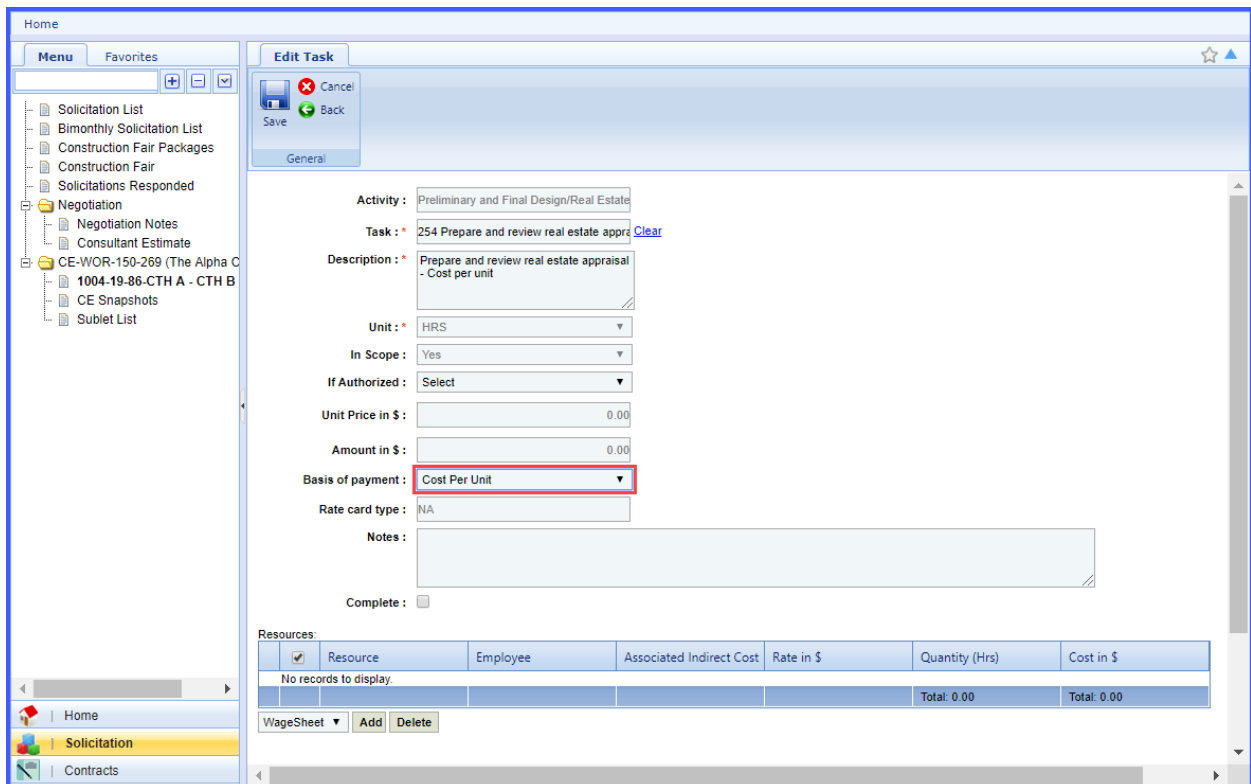 Home
Menu
Favorites
Solicitation List
Bimonthly Solicitation List
Construction Fair Packages
Construction Fair
Solicitations Responded
Negotiation
Negotiation Notes
Consultant Estimate
CE-WOR-150-269 (The Alpha C
1004-19-86-CTH A - CTH B
CE Snapshots
Sublet List
Home
Solicitation
Contracts
Edit Task
Save
Cancel
Back
General
Activity : Preliminary and Final Design/Real Estate
Task : * 254 Prepare and review real estate appra Clear
Description : * Prepare and review real estate appraisal
- Cost per unit
Unit : * HRS
In Scope : Yes
If Authorized : Select
Unit Price in $ : 0.00
Amount in $ : 0.00
Basis of payment : Cost Per Unit
Rate card type : NA
Notes :
Complete :
Resources:
Resource Employee Associated Indirect Cost Rate in $ Quantity (Hrs) Cost in $
No records to display.
Total: 0.00 Total: 0.00
WageSheet Add Delete